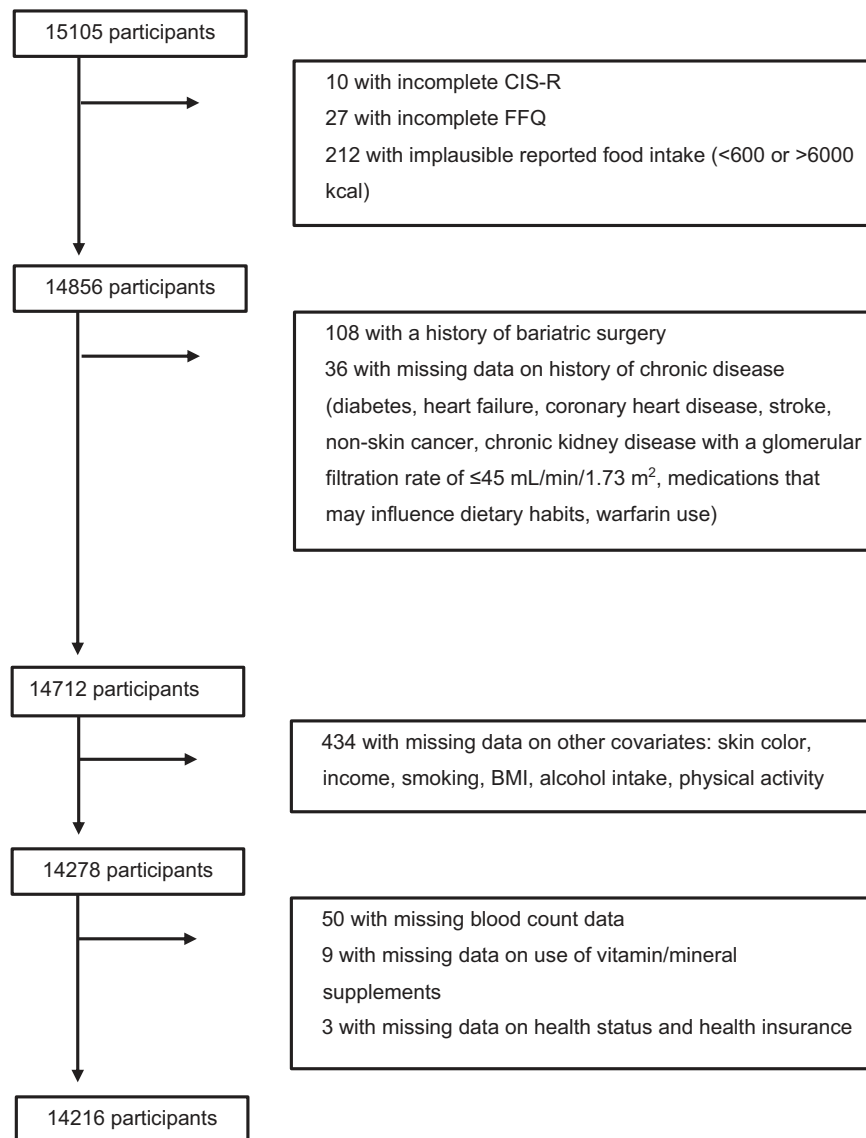 15105 participants
10 with incomplete CIS-R
27 with incomplete FFQ
212 with implausible reported food intake (<600 or >6000
kcal)
14856 participants
108 with a history of bariatric surgery
36 with missing data on history of chronic disease
(diabetes, heart failure, coronary heart disease, stroke,
non-skin cancer, chronic kidney disease with a glomerular
filtration rate of ≤45 mL/min/1.73 m², medications that
may influence dietary habits, warfarin use)
14712 participants
434 with missing data on other covariates: skin color,
income, smoking, BMI, alcohol intake, physical activity
14278 participants
50 with missing blood count data
9 with missing data on use of vitamin/mineral
supplements
3 with missing data on health status and health insurance
14216 participants